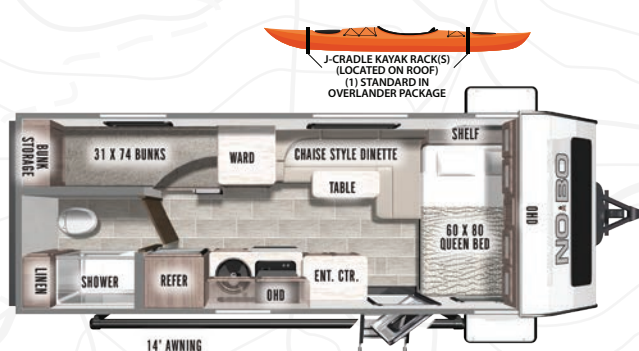 J-CRADLE KAYAK RACK(S)
(LOCATED ON ROOF)
(1) STANDARD IN
OVERLANDER PACKAGE
BUNK
STORAGE
31 X 74 BUNKS
WARD
CHAISE STYLE DINETTE
SHELF
TABLE
60 X 80
QUEEN BED
OHD
NO BO
LINEN
SHOWER
REFER
OHD
ENT. CTR.
14' AWNING